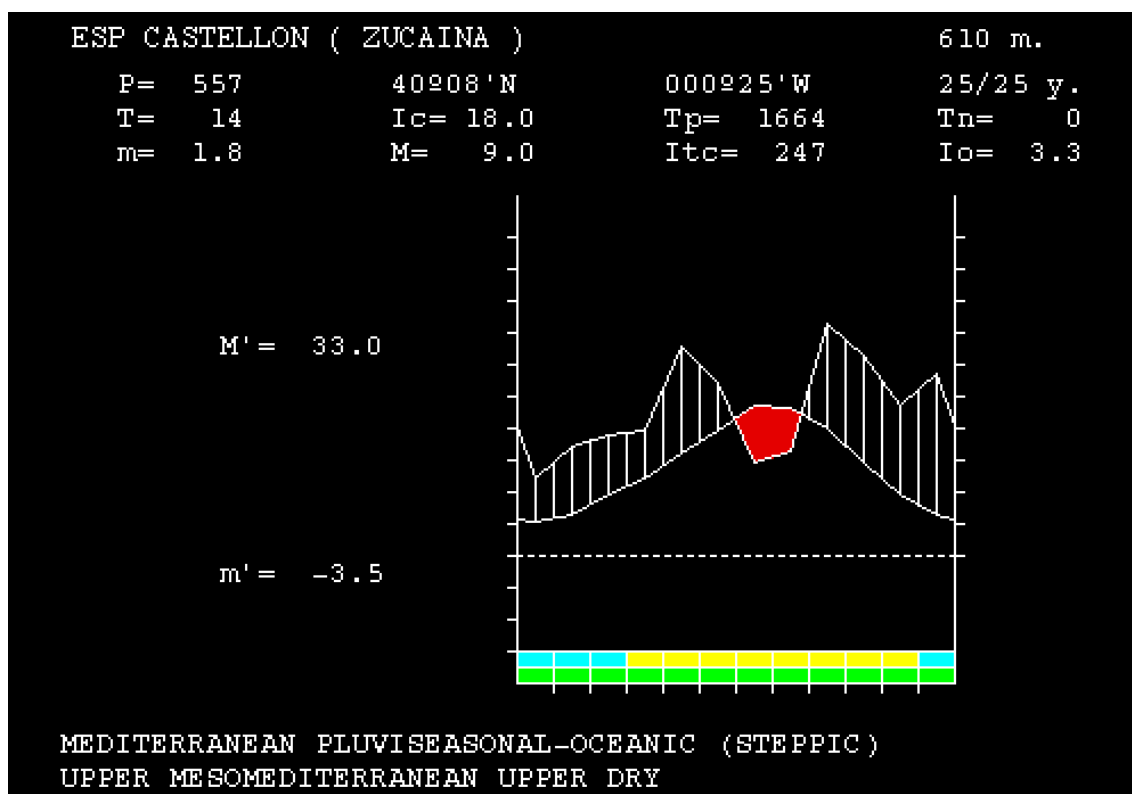 ESP CASTELLON ( ZUCAINA ) 610 m.
P= 557 40º08'N 000º25'W 25/25 y.
T= 14 Ic= 18.0 Tp= 1664 Tn= 0
m= 1.8 M= 9.0 Itc= 247 Io= 3.3
M'= 33.0
m'= -3.5
MEDITERRANEAN PLUVISEASONAL-OCEANIC (STEPPIC)
UPPER MESOMEDITERRANEAN UPPER DRY